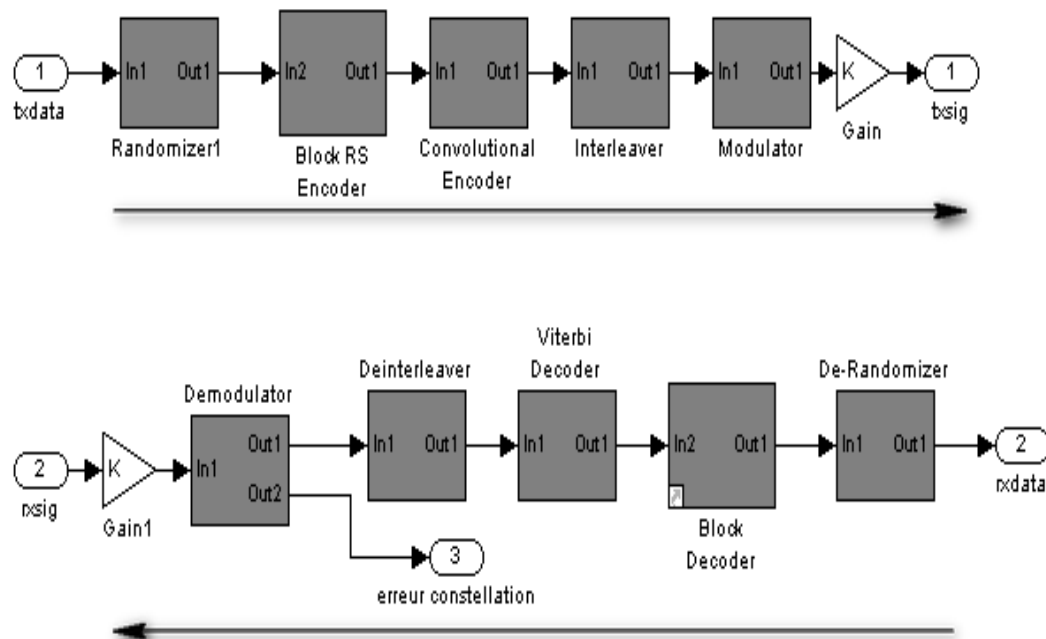 1
txdata
In1 Out1
Randomizer1
In2 Out1
Block RS
Encoder
In1 Out1
Convolutional
Encoder
In1 Out1
Interleaver
In1 Out1
Modulator
K
Gain
1
txsig
2
rxsig
K
Gain1
Demodulator
In1
Out1
Out2
3
erreur constellation
Deinterleaver
In1 Out1
Viterbi
Decoder
In1 Out1
In2 Out1
Block
Decoder
De-Randomizer
In1 Out1
2
rxdata